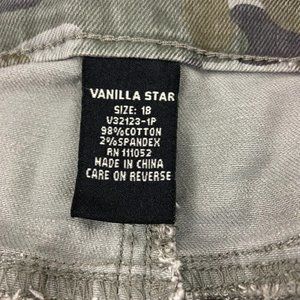 VANILLA STAR
SIZE: 18
V32123-1P
98%COTTON
2%SPANDEX
RN 111052
MADE IN CHINA
CARE ON REVERSE